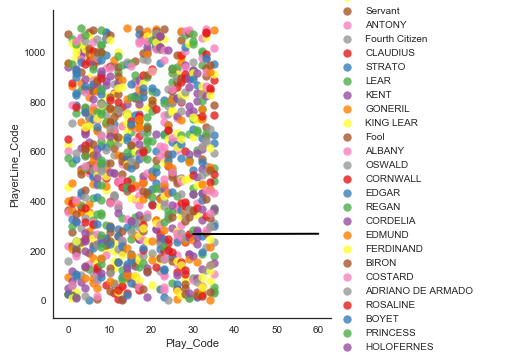 PlayerLine_Code
1000
800
600
400
200
0
0 10 20 30 40 50 60
Play_Code
Servant
ANTONY
Fourth Citizen
CLAUDIUS
STRATO
LEAR
KENT
GONERIL
KING LEAR
Fool
ALBANY
OSWALD
CORNWALL
EDGAR
REGAN
CORDELIA
EDMUND
FERDINAND
BIRON
COSTARD
ADRIANO DE ARMADO
ROSALINE
BOYET
PRINCESS
HOLOFERNES